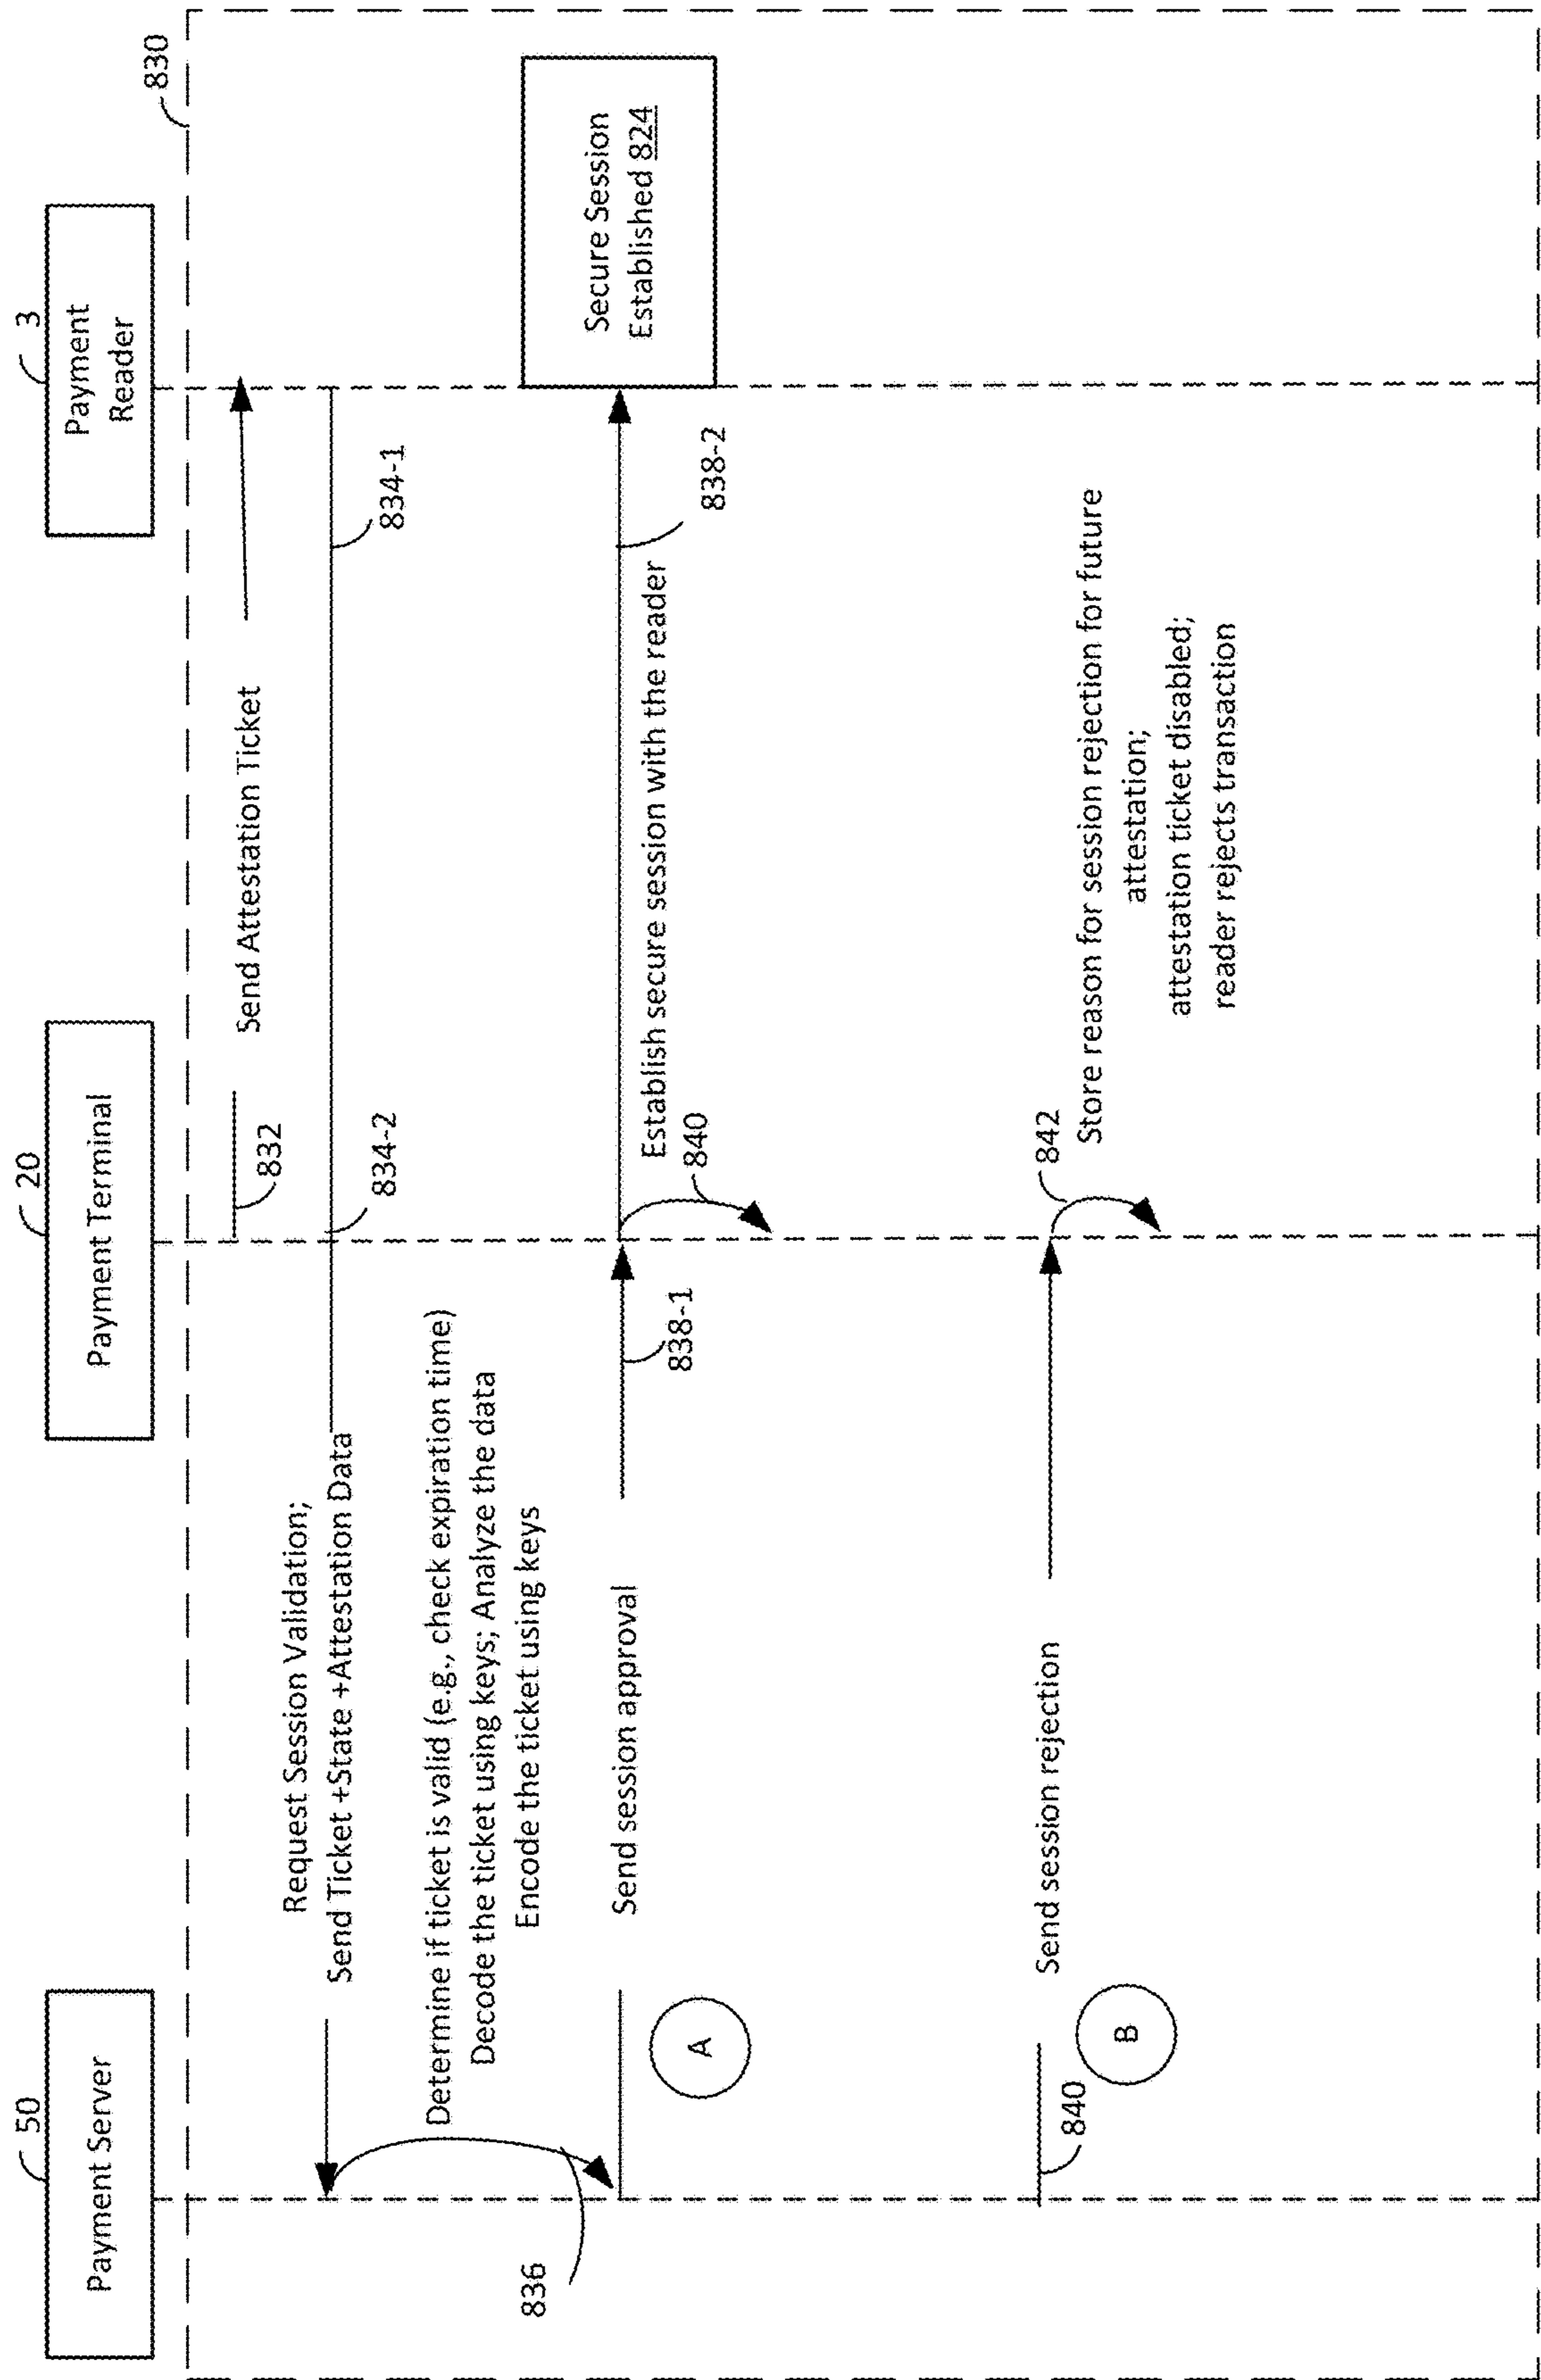 50
Payment Server
20
Payment Terminal
3
Payment
Reader
830
832
Send Attestation Ticket
Request Session Validation;
Send Ticket +State +Attestation Data
834-2
834-1
Determine if ticket is valid (e.g., check expiration time)
Decode the ticket using keys; Analyze the data
Encode the ticket using keys
836
Send session approval
A
838-1
Establish secure session with the reader
840
838-2
Secure Session
Established 824
Send session rejection
840
B
842
Store reason for session rejection for future
attestation;
attestation ticket disabled;
reader rejects transaction